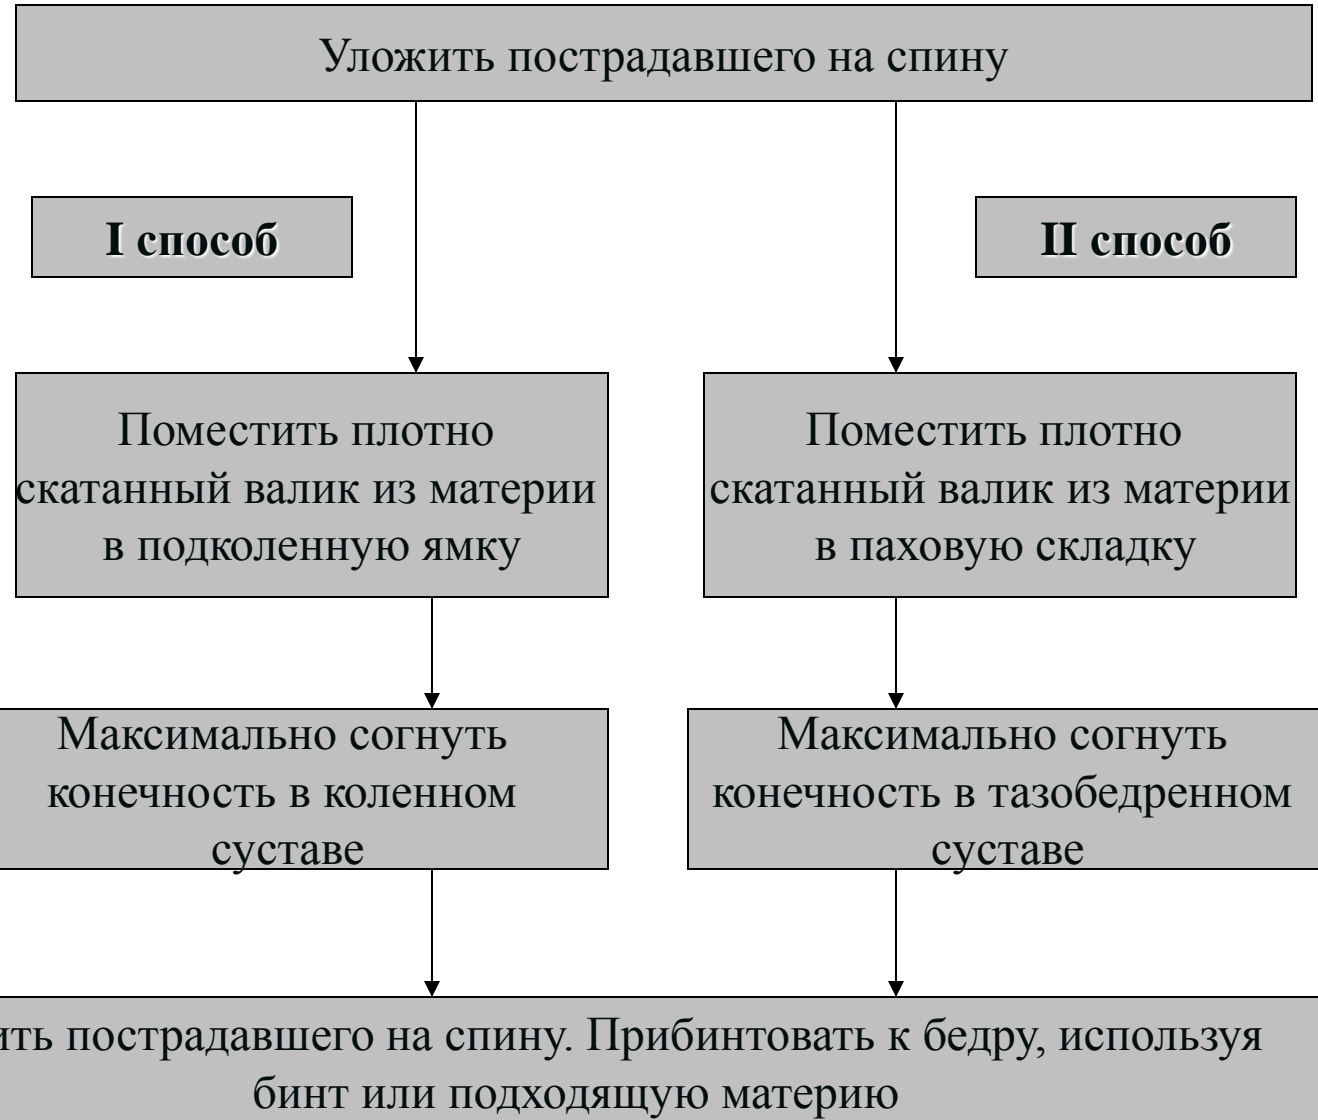 Уложить пострадавшего на спину
I способ
II способ
Поместить плотно
скатанный валик из материи
в подколенную ямку
Поместить плотно
скатанный валик из материи
в паховую складку
Максимально согнуть
конечность в коленном
суставе
Максимально согнуть
конечность в тазобедренном
суставе
пострадавшего на спину. Прибинтовать к бедру, используя
бинт или подходящую материю